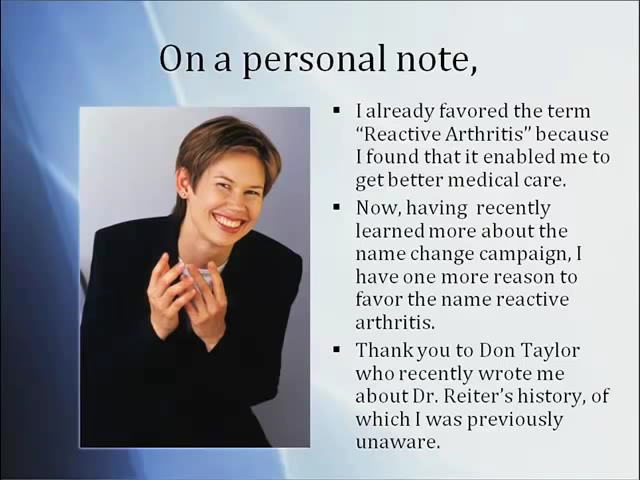 On a personal note,
▪ I already favored the term
“Reactive Arthritis” because
I found that it enabled me to
get better medical care.
▪ Now, having recently
learned more about the
name change campaign, I
have one more reason to
favor the name reactive
arthritis.
▪ Thank you to Don Taylor
who recently wrote me
about Dr. Reiter’s history, of
which I was previously
unaware.